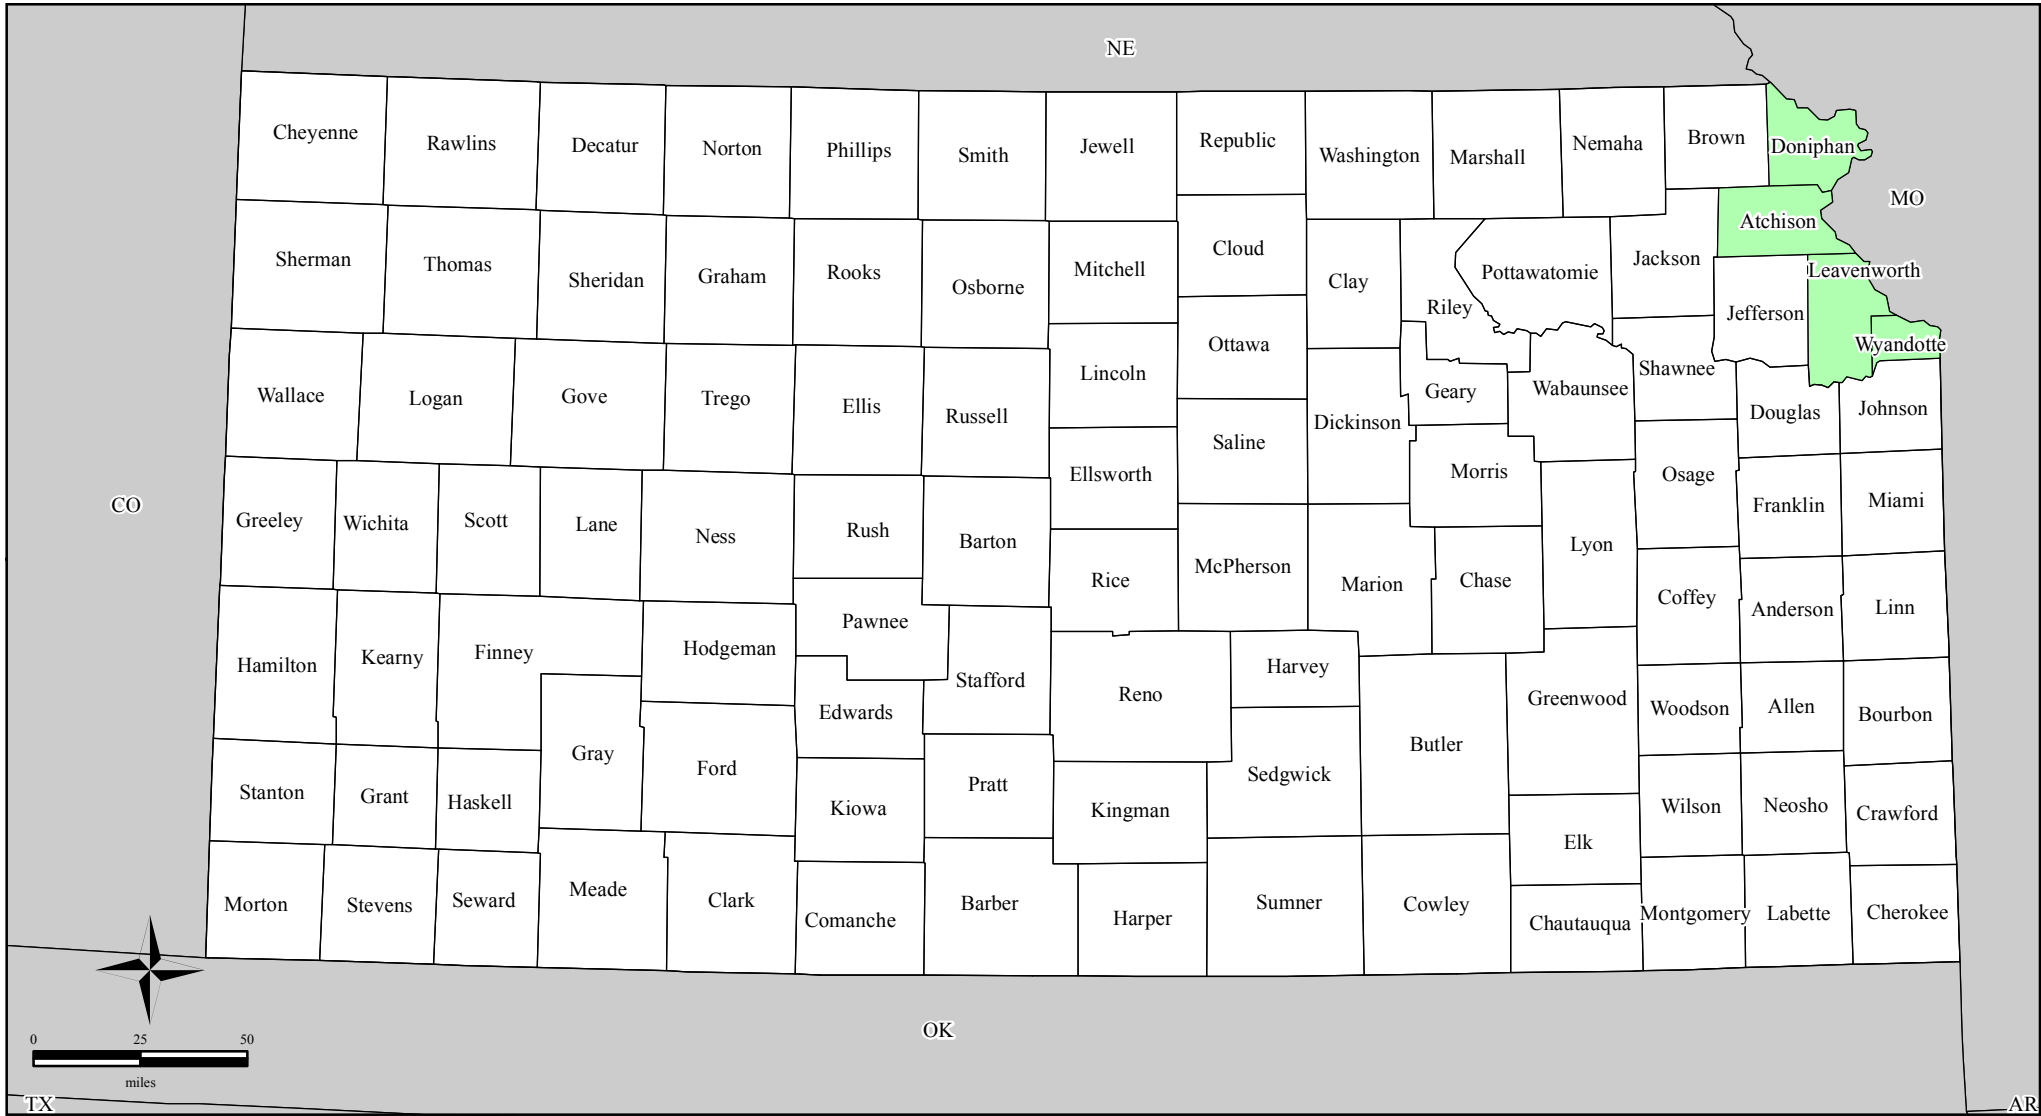 NE
Cheyenne
Rawlins
Decatur
Norton
Phillips
Smith
Jewell
Republic
Washington
Marshall
Nemaha
Brown
Doniphan
MO
Atchison
Sherman
Thomas
Sheridan
Graham
Rooks
Osborne
Mitchell
Cloud
Clay
Riley
Pottawatomie
Jackson
Jefferson
Leavenworth
Wyandotte
Wallace
Logan
Gove
Trego
Ellis
Russell
Lincoln
Ottawa
Saline
Dickinson
Geary
Wabaunsee
Shawnee
Douglas
Johnson
CO
Greeley
Wichita
Scott
Lane
Ness
Rush
Barton
Ellsworth
Rice
McPherson
Marion
Morris
Chase
Lyon
Osage
Franklin
Miami
Coffey
Anderson
Linn
Hamilton
Kearny
Finney
Hodgeman
Pawnee
Edwards
Stafford
Reno
Harvey
Sedgwick
Butler
Greenwood
Woodson
Allen
Bourbon
Stanton
Grant
Haskell
Gray
Ford
Kiowa
Pratt
Kingman
Elk
Wilson
Neosho
Crawford
Morton
Stevens
Seward
Meade
Clark
Comanche
Barber
Harper
Sumner
Cowley
Chautauqua
Montgomery
Labette
Cherokee
OK
0 25 50
miles
TX
AR